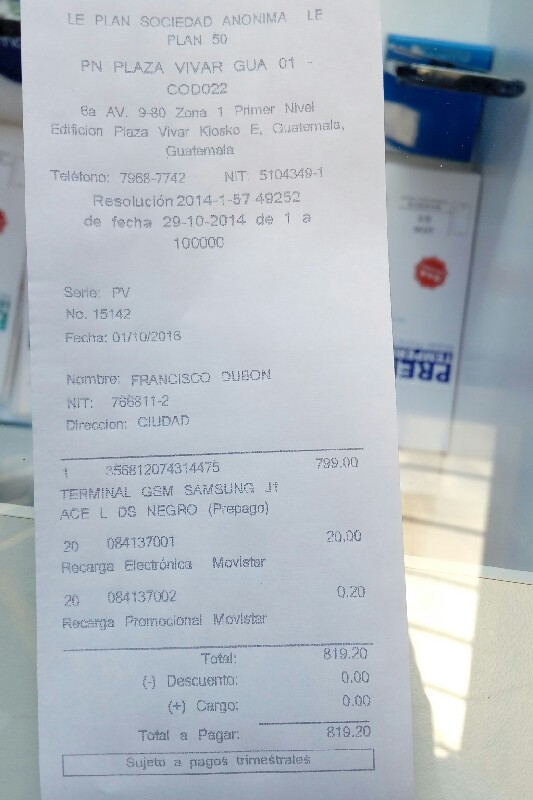 LE PLAN SOCIEDAD ANONIMA LE
PLAN 50
PN PLAZA VIVAR GUA 01 -
COD022
6a AV. 9-80 Zona 1 Primer Nivel
Edificion Plaza Vivar Kiosko E, Guatemala,
Guatemala
Teléfono: 7968-7742 NIT: 5104349-1
Resolución 2014-1-57 49252
de fecha 29-10-2014 de 1 a
100000
Serie: PV
No. 15142
Fecha: 01/10/2016
Nombre: FRANCISCO DUBON
NIT: 766811-2
Direccion: CIUDAD
1 356812074314475 799.00
TERMINAL GSM SAMSUNG J1
ACE L DS NEGRO (Prepago)
20 084137001 20.00
Recarga Electrónica Movistar
20 084137002 0.20
Recarga Promocional Movistar
Total: 819.20
(-) Descuento: 0.00
(+) Cargo: 0.00
Total a Pagar: 819.20
Sujeto a pagos trimestrales